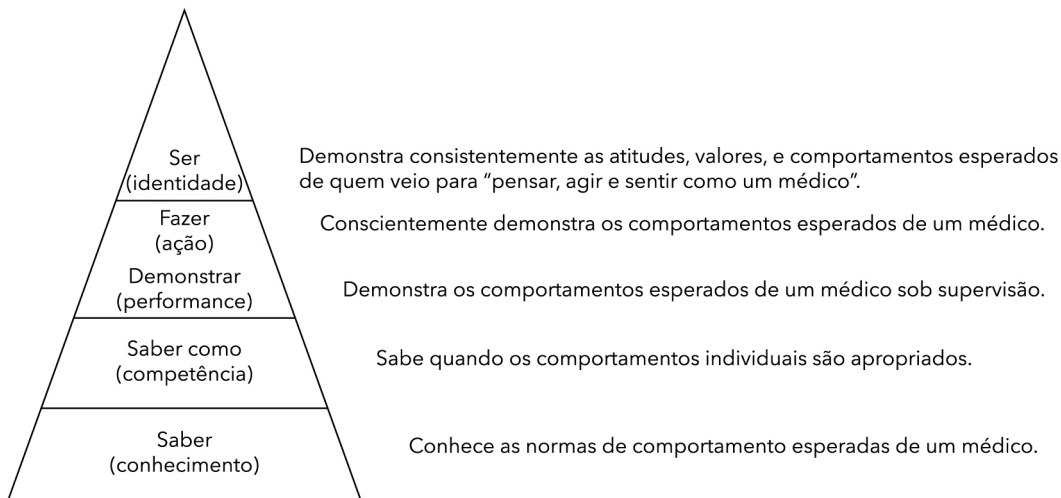 Ser
(identidade)
Demonstra consistentemente as atitudes, valores, e comportamentos esperados
de quem veio para “pensar, agir e sentir como um médico”.
Fazer
(ação)
Conscientemente demonstra os comportamentos esperados de um médico.
Demonstrar
(performance)
Demonstra os comportamentos esperados de um médico sob supervisão.
Saber como
(competência)
Sabe quando os comportamentos individuais são apropriados.
Saber
(conhecimento)
Conhece as normas de comportamento esperadas de um médico.